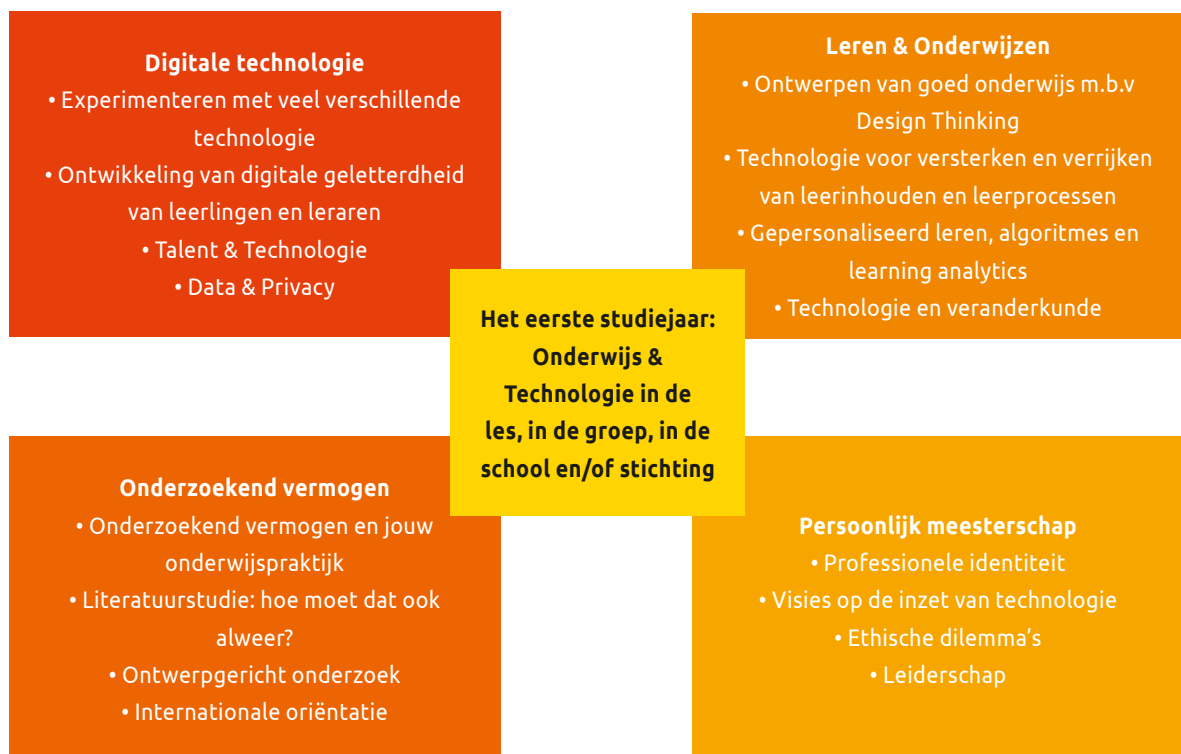 Digitale technologie
• Experimenteren met veel verschillende
technologie
• Ontwikkeling van digitale geletterdheid
van leerlingen en leraren
• Talent & Technologie
• Data & Privacy
Leren & Onderwijzen
• Ontwerpen van goed onderwijs m.b.v
Design Thinking
• Technologie voor versterken en verrijken
van leerinhouden en leerprocessen
• Gepersonaliseerd leren, algoritmes en
learning analytics
• Technologie en veranderkunde
Het eerste studiejaar:
Onderwijs &
Technologie in de
les, in de groep, in de
school en/of stichting
Onderzoekend vermogen
• Onderzoekend vermogen en jouw
onderwijspraktijk
• Literatuurstudie: hoe moet dat ook
alweer?
• Ontwerpgericht onderzoek
• Internationale oriëntatie
Persoonlijk meesterschap
• Professionele identiteit
• Visies op de inzet van technologie
• Ethische dilemma's
• Leiderschap